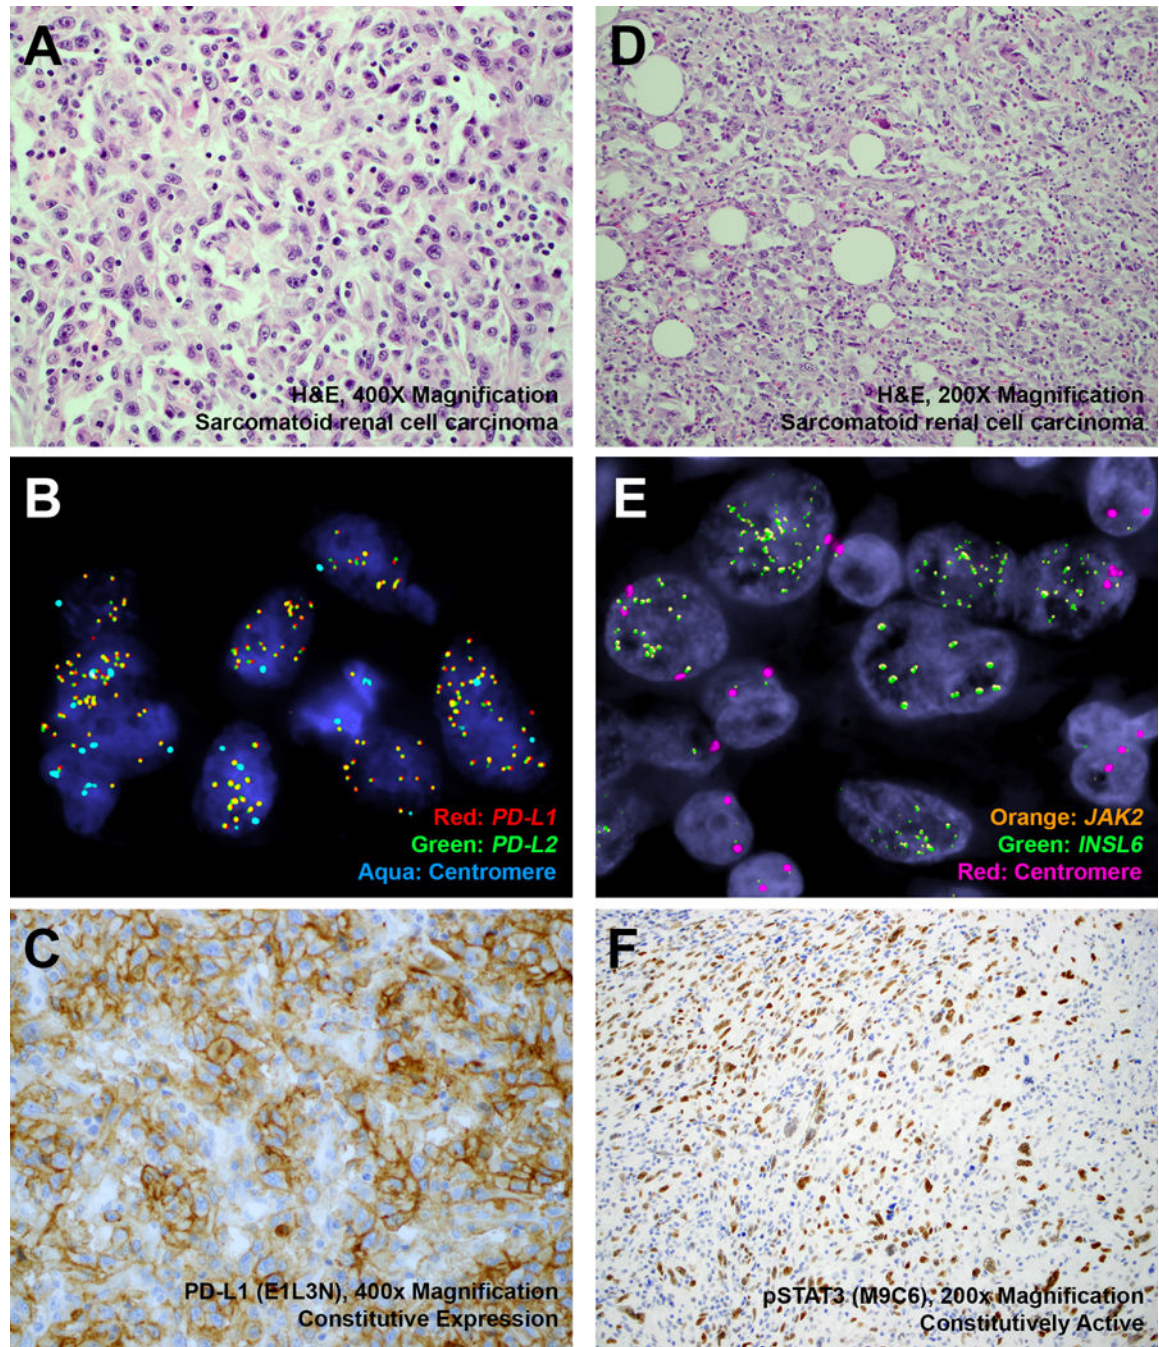 A
H&E, 400X Magnification
Sarcomatoid renal cell carcinoma
D
H&E, 200X Magnification
Sarcomatoid renal cell carcinoma
B
Red: PD-L1
Green: PD-L2
Aqua: Centromere
E
Orange: JAK2
Green: INSL6
Red: Centromere
C
PD-L1 (E1L3N), 400x Magnification
Constitutive Expression
F
pSTAT3 (M9C6), 200x Magnification
Constitutively Active